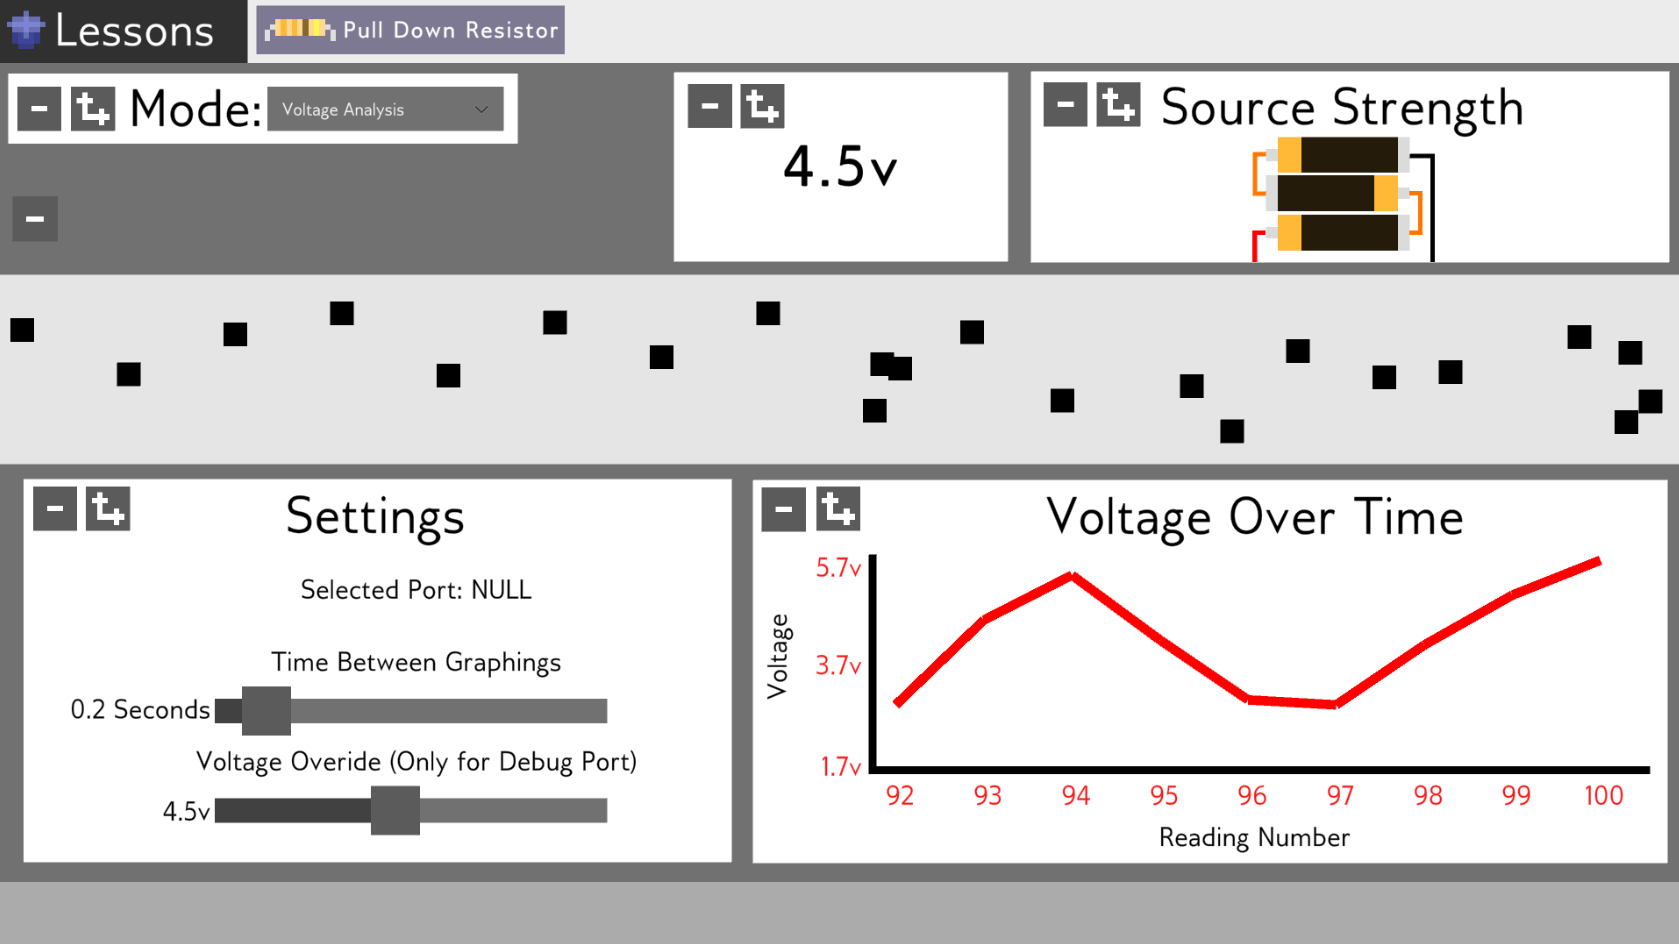 Lessons
Pull Down Resistor
Mode:
Voltage Analysis
4.5v
Source Strength
Settings
Selected Port: NULL
Time Between Graphings
0.2 Seconds
Voltage Overide (Only for Debug Port)
4.5v
Voltage Over Time
5.7v
3.7v
1.7v
Voltage
92 93 94 95 96 97 98 99 100
Reading Number